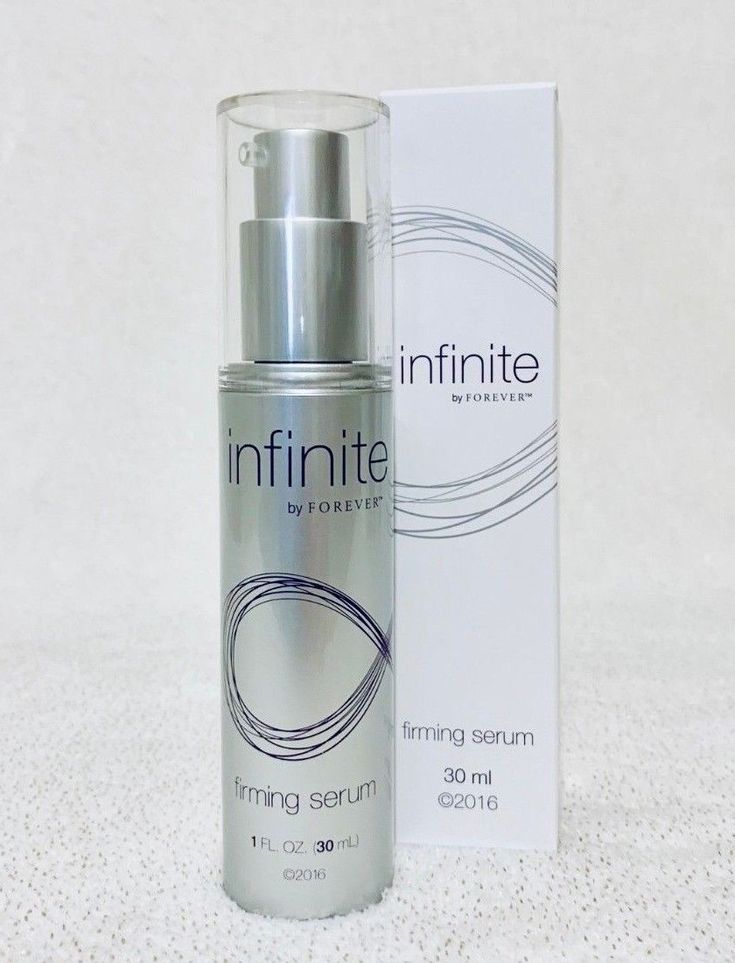 infinite
by FOREVER™
firming serum
1 FL. OZ. (30 mL)
©2016
infinite
by FOREVER™
firming serum
30 ml
©2016